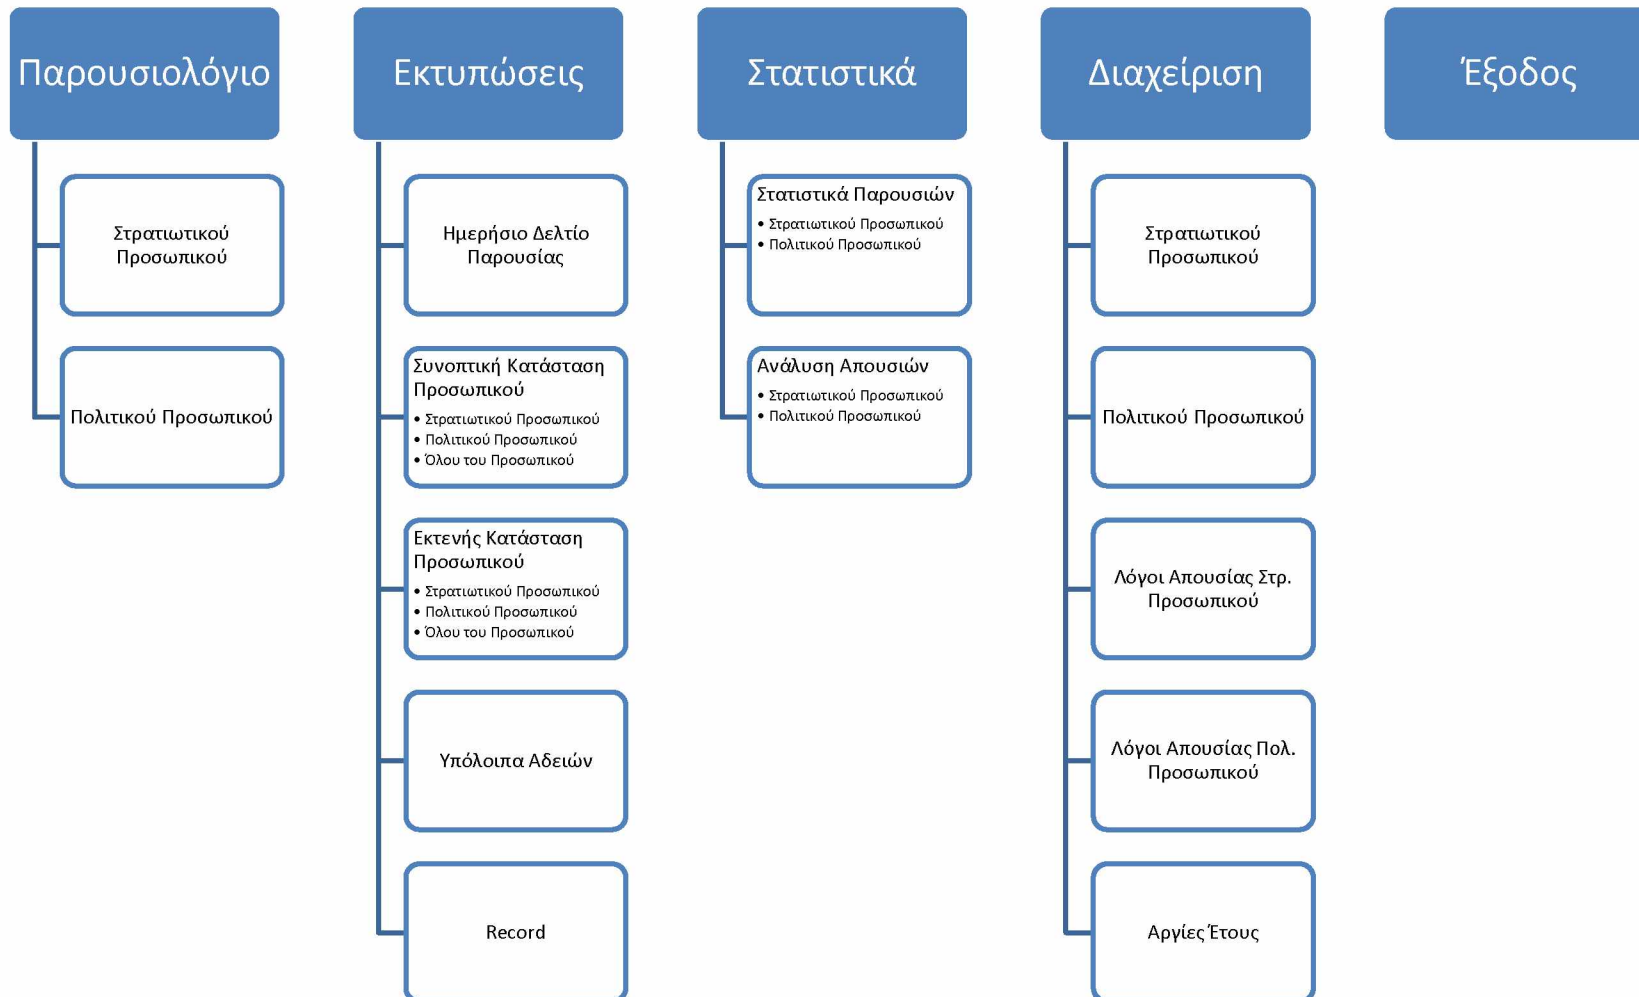 Παρουσιολόγιο
Στρατιωτικού
Προσωπικού
Πολιτικού Προσωπικού
Εκτυπώσεις
Ημερήσιο Δελτίο
Παρουσίας
Συνοπτική Κατάσταση
Προσωπικού
• Στρατιωτικού Προσωπικού
• Πολιτικού Προσωπικού
• Όλου του Προσωπικού
Εκτενής Κατάσταση
Προσωπικού
• Στρατιωτικού Προσωπικού
• Πολιτικού Προσωπικού
• Όλου του Προσωπικού
Υπόλοιπα Αδειών
Record
Στατιστικά
Στατιστικά Παρουσιών
• Στρατιωτικού Προσωπικού
• Πολιτικού Προσωπικού
Ανάλυση Απουσιών
• Στρατιωτικού Προσωπικού
• Πολιτικού Προσωπικού
Διαχείριση
Στρατιωτικού
Προσωπικού
Πολιτικού Προσωπικού
Λόγοι Απουσίας Στρ.
Προσωπικού
Λόγοι Απουσίας Πολ.
Προσωπικού
Αργίες Έτους
Έξοδος